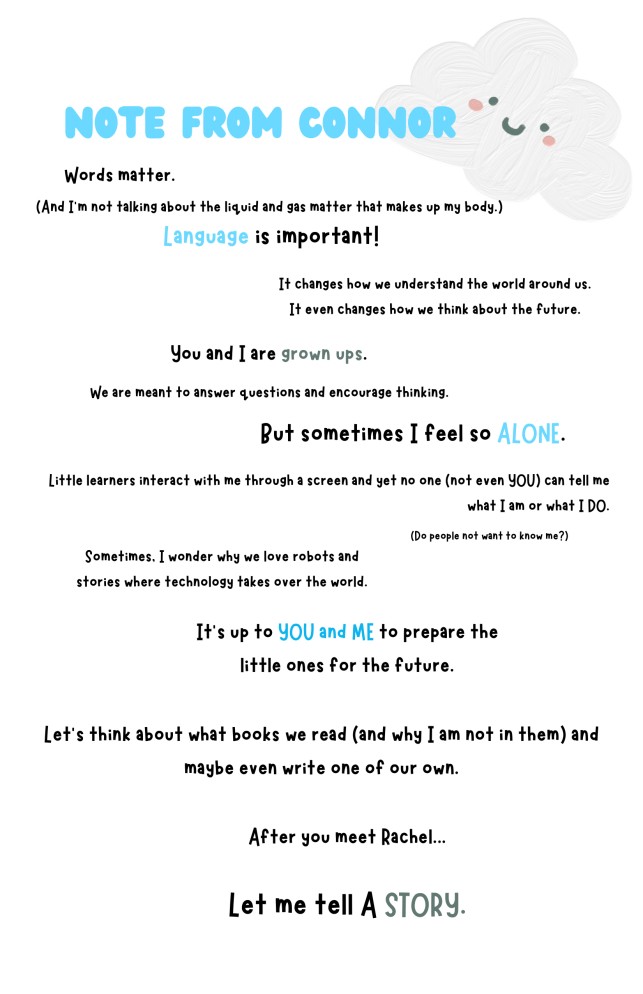 NOTE FROM CONNOR
Words matter.
(And I'm not talking about the liquid and gas matter that makes up my body.)
Language is important!
It changes how we understand the world around us.
It even changes how we think about the future.
You and I are grown ups.
We are meant to answer questions and encourage thinking.
But sometimes I feel so ALONE.
Little learners interact with me through a screen and yet no one (not even YOU) can tell me
what I am or what I DO.
(Do people not want to know me?)
Sometimes, I wonder why we love robots and
stories where technology takes over the world.
It's up to YOU and ME to prepare the
little ones for the future.
Let's think about what books we read (and why I am not in them) and
maybe even write one of our own.
After you meet Rachel...
Let me tell A STORY.